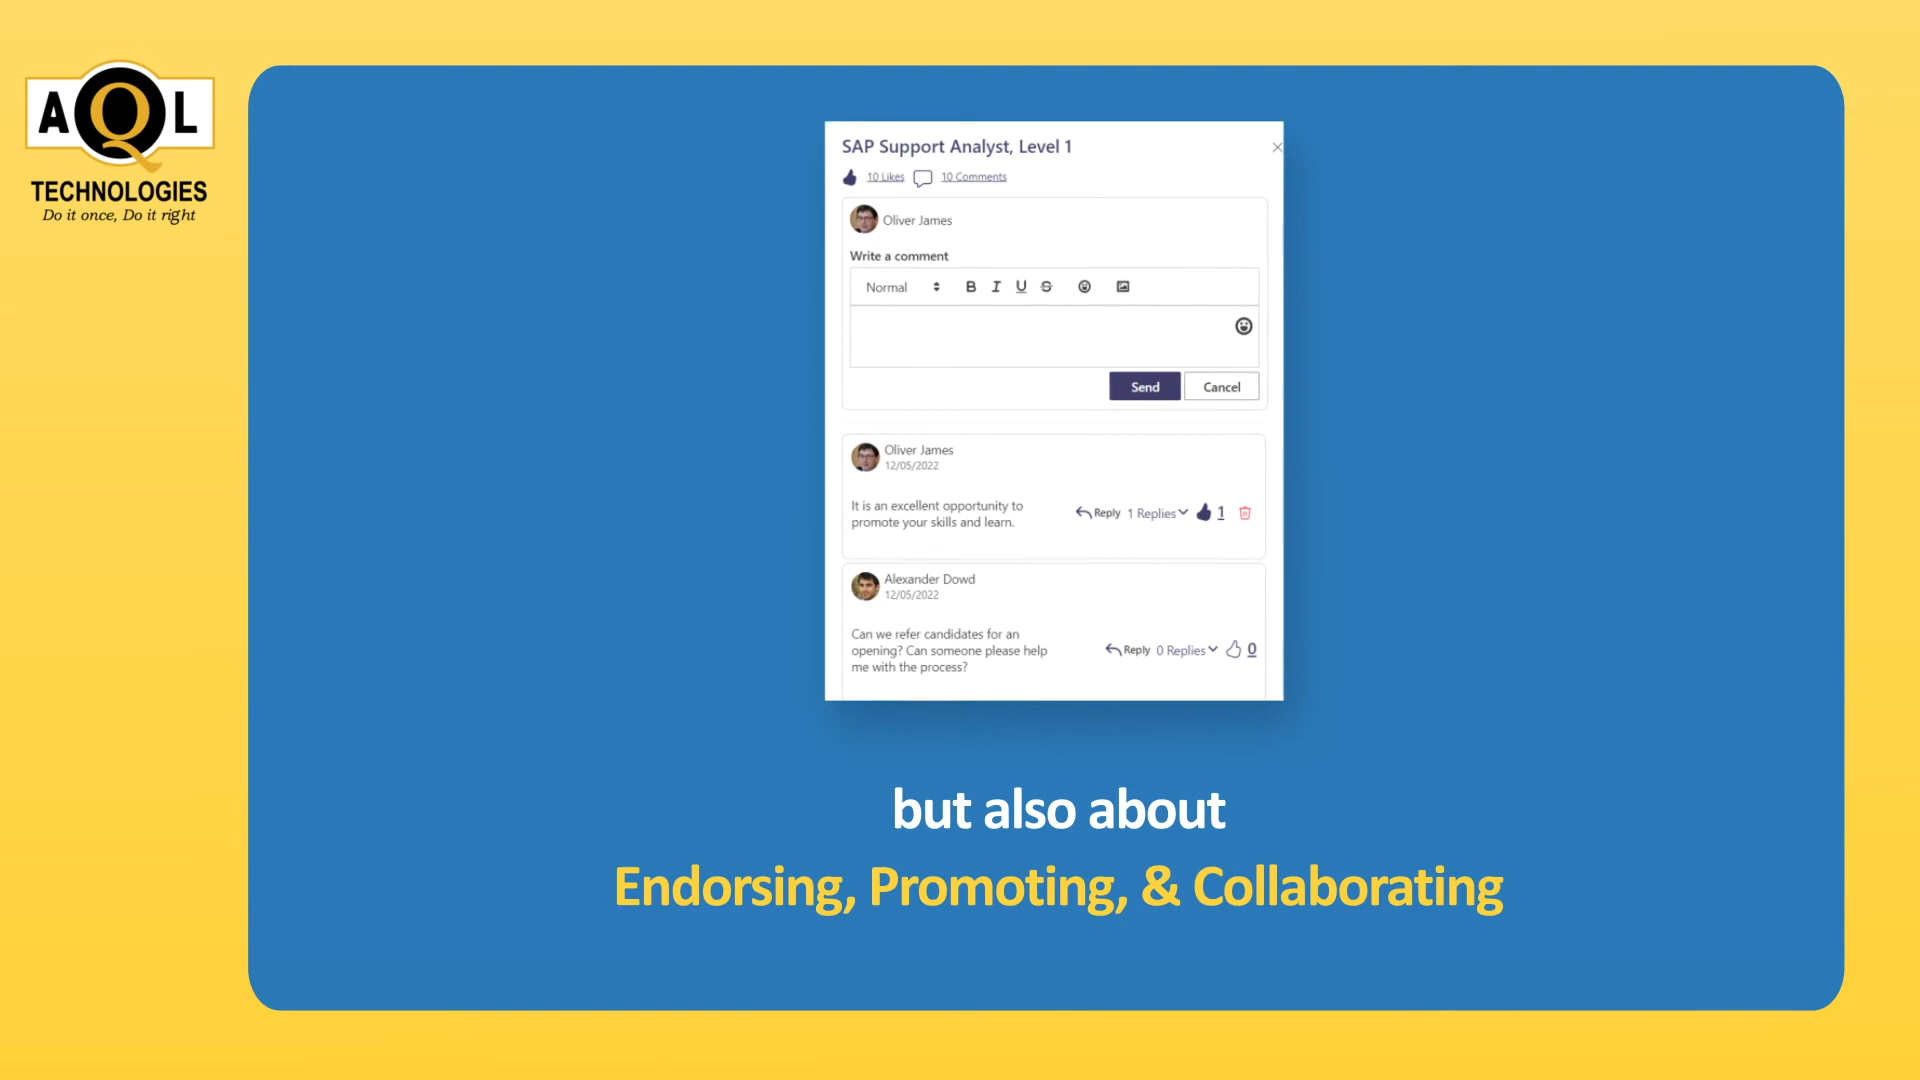 AQL
TECHNOLOGIES
Do it once, Do it right
SAP Support Analyst, Level 1
10 Likes 10 Comments
Oliver James
Write a comment
Normal B I U S
Send Cancel
Oliver James
12/05/2022
It is an excellent opportunity to
promote your skills and learn.
Reply 1 Replies 1
Alexander Dowd
12/05/2022
Can we refer candidates for an
opening? Can someone please help
me with the process?
Reply 0 Replies 0
but also about
Endorsing, Promoting, & Collaborating